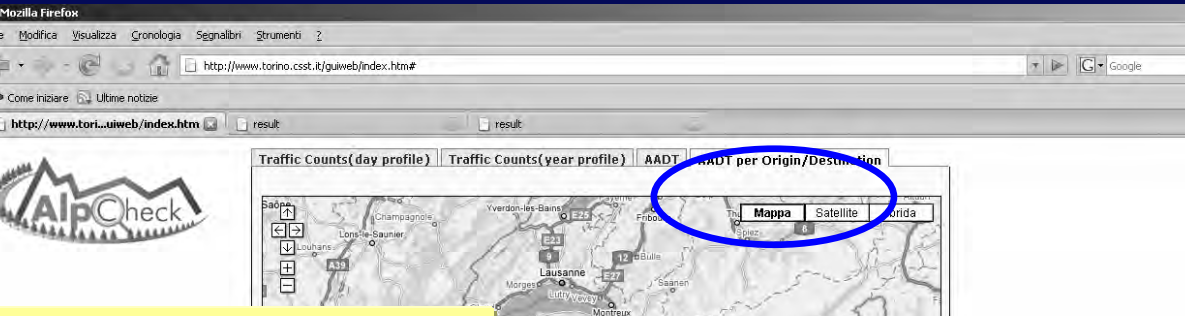 Mozilla Firefox
Modifica Visualizza Cronologia Segnalibri Strumenti ?
http://www.torino.csst.it/guiweb/index.htm#
Google
Come iniziare Ultime notizie
http://www.tori...uiweb/index.htm result result
Traffic Counts(day profile) Traffic Counts(year profile) AADT AADT per Origin/Destination
AlpCheck
Saône
Champagnole
Yverdon-les-Bains
E25
Mappa Satellite
Lons-le-Saunier
Spiez
Louhans
E23
6
A39
9
12
Bulle
Lausanne
E27
Saanen
Morges
Lutry
Vevey
Montreux